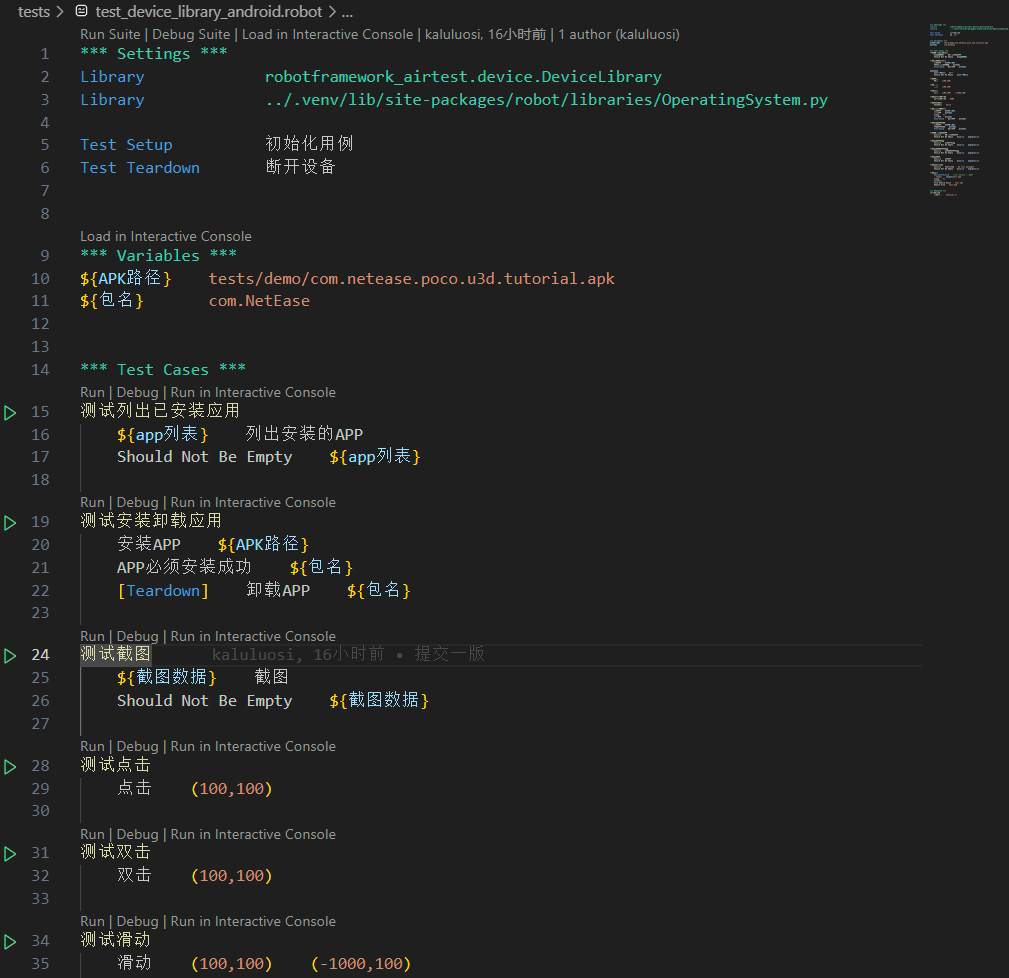 tests > test_device_library_android.robot > ...
Run Suite | Debug Suite | Load in Interactive Console | kaluluosi, 16小时前 | 1 author (kaluluosi)
1 *** Settings ***
2 Library robotframework_airtest.device.DeviceLibrary
3 Library ../.venv/lib/site-packages/robot/libraries/OperatingSystem.py
4
5 Test Setup 初始化用例
6 Test Teardown 断开设备
7
8
Load in Interactive Console
9 *** Variables ***
10 ${APK路径} tests/demo/com.netease.poco.u3d.tutorial.apk
11 ${包名} com.NetEase
12
13
14 *** Test Cases ***
Run | Debug | Run in Interactive Console
15 测试列出已安装应用
16 ${app列表} 列出安装的APP
17 Should Not Be Empty ${app列表}
18
Run | Debug | Run in Interactive Console
19 测试安装卸载应用
20 安装APP ${APK路径}
21 APP必须安装成功 ${包名}
22 [Teardown] 卸载APP ${包名}
23
Run | Debug | Run in Interactive Console
24 测试截图 kaluluosi, 16小时前 • 提交一版
25 ${截图数据} 截图
26 Should Not Be Empty ${截图数据}
27
Run | Debug | Run in Interactive Console
28 测试点击
29 点击 (100,100)
30
Run | Debug | Run in Interactive Console
31 测试双击
32 双击 (100,100)
33
Run | Debug | Run in Interactive Console
34 测试滑动
35 滑动 (100,100) (-1000,100)